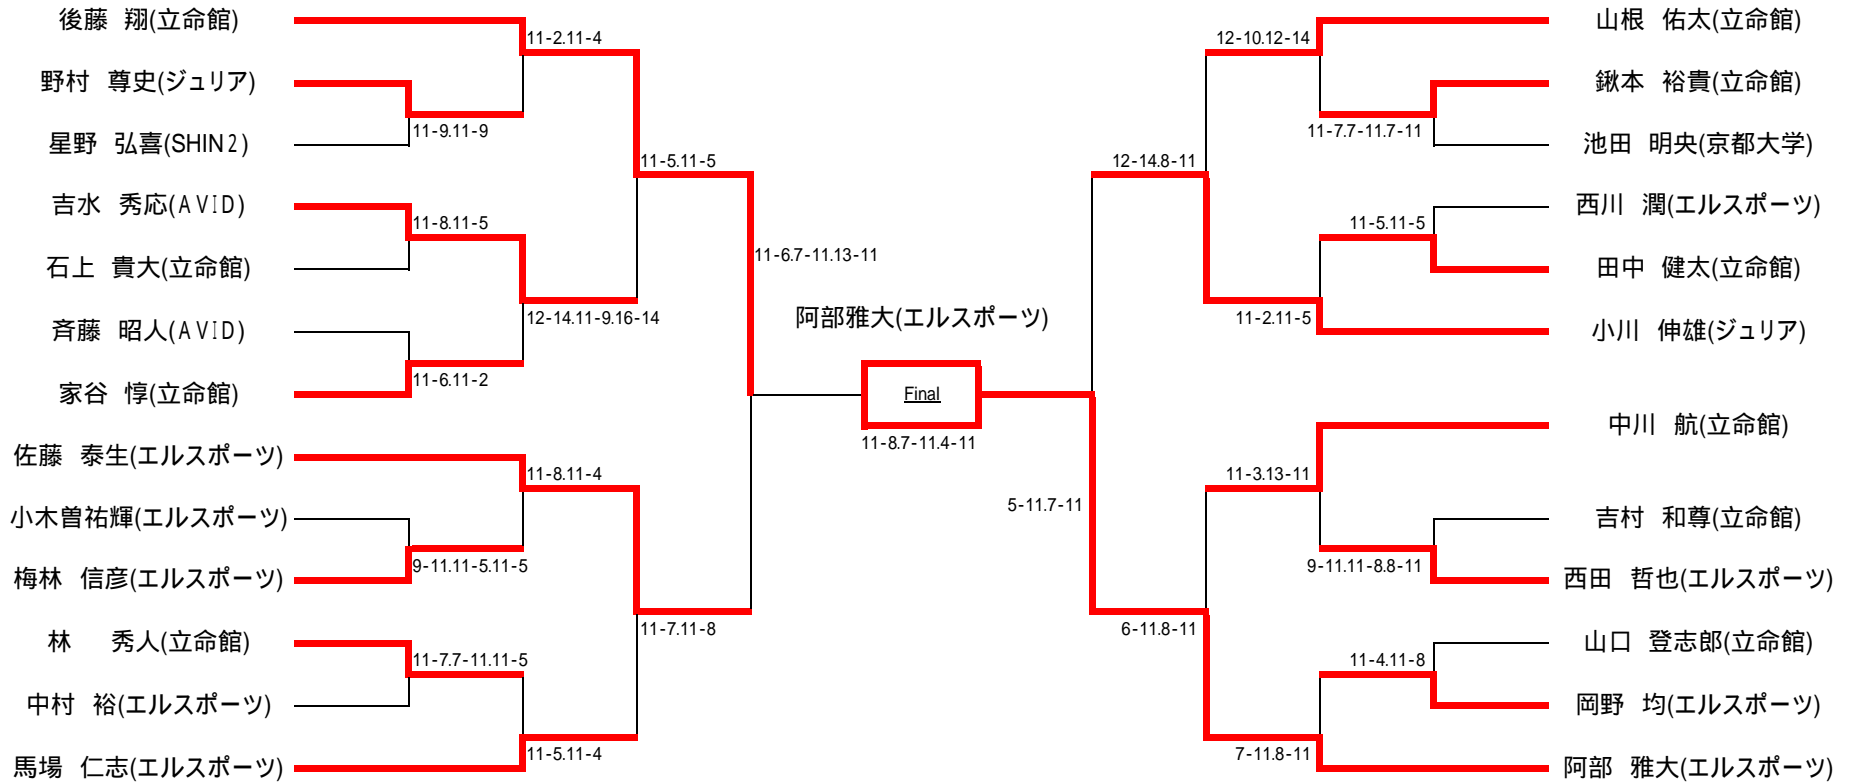 後藤 翔(立命館)
11-2.11-4
野村 尊史(ジュリア)
11-9.11-9
星野 弘喜(SHIN2)
11-5.11-5
吉水 秀応(AVID)
11-8.11-5
石上 貴大(立命館)
12-14.11-9.16-14
斉藤 昭人(AVID)
11-6.11-2
家谷 惇(立命館)
11-6.7-11.13-11
佐藤 泰生(エルスポーツ)
11-8.11-4
小木曽祐輝(エルスポーツ)
9-11.11-5.11-5
梅林 信彦(エルスポーツ)
11-7.11-8
林 秀人(立命館)
11-7.7-11.11-5
中村 裕(エルスポーツ)
11-5.11-4
馬場 仁志(エルスポーツ)
阿部雅大(エルスポーツ)
Final
11-8.7-11.4-11
山根 佑太(立命館)
12-10.12-14
鍬本 裕貴(立命館)
11-7.7-11.7-11
池田 明央(京都大学)
12-14.8-11
西川 潤(エルスポーツ)
11-5.11-5
田中 健太(立命館)
11-2.11-5
小川 伸雄(ジュリア)
5-11.7-11
中川 航(立命館)
11-3.13-11
吉村 和尊(立命館)
9-11.11-8.8-11
西田 哲也(エルスポーツ)
6-11.8-11
山口 登志郎(立命館)
11-4.11-8
岡野 均(エルスポーツ)
7-11.8-11
阿部 雅大(エルスポーツ)